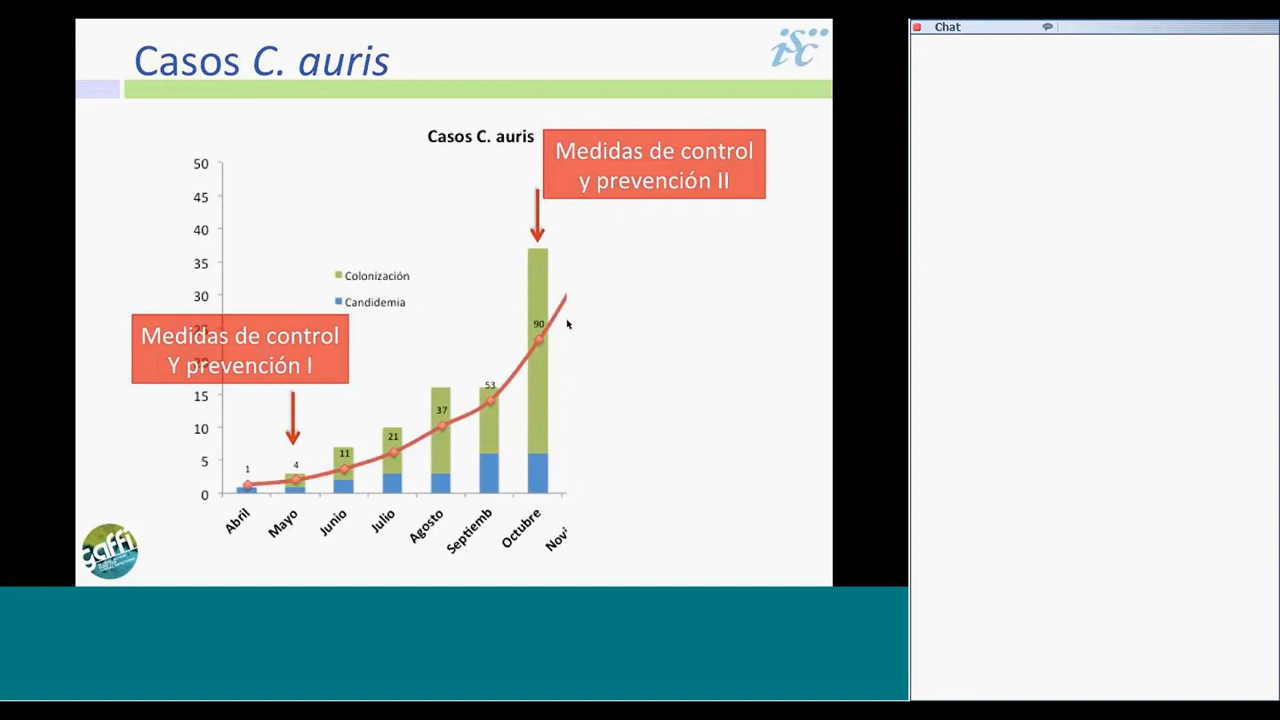 Chat
Casos C. auris
iSC
Casos C. auris
Medidas de control
y prevención II
50
45
40
35
30
25
20
15
10
5
0
Colonización
Candidemia
Medidas de control
Y prevención I
1
4
11
21
37
53
90
Abril
Mayo
Junio
Julio
Agosto
Septiemb
Octubre
Nov
gaffi